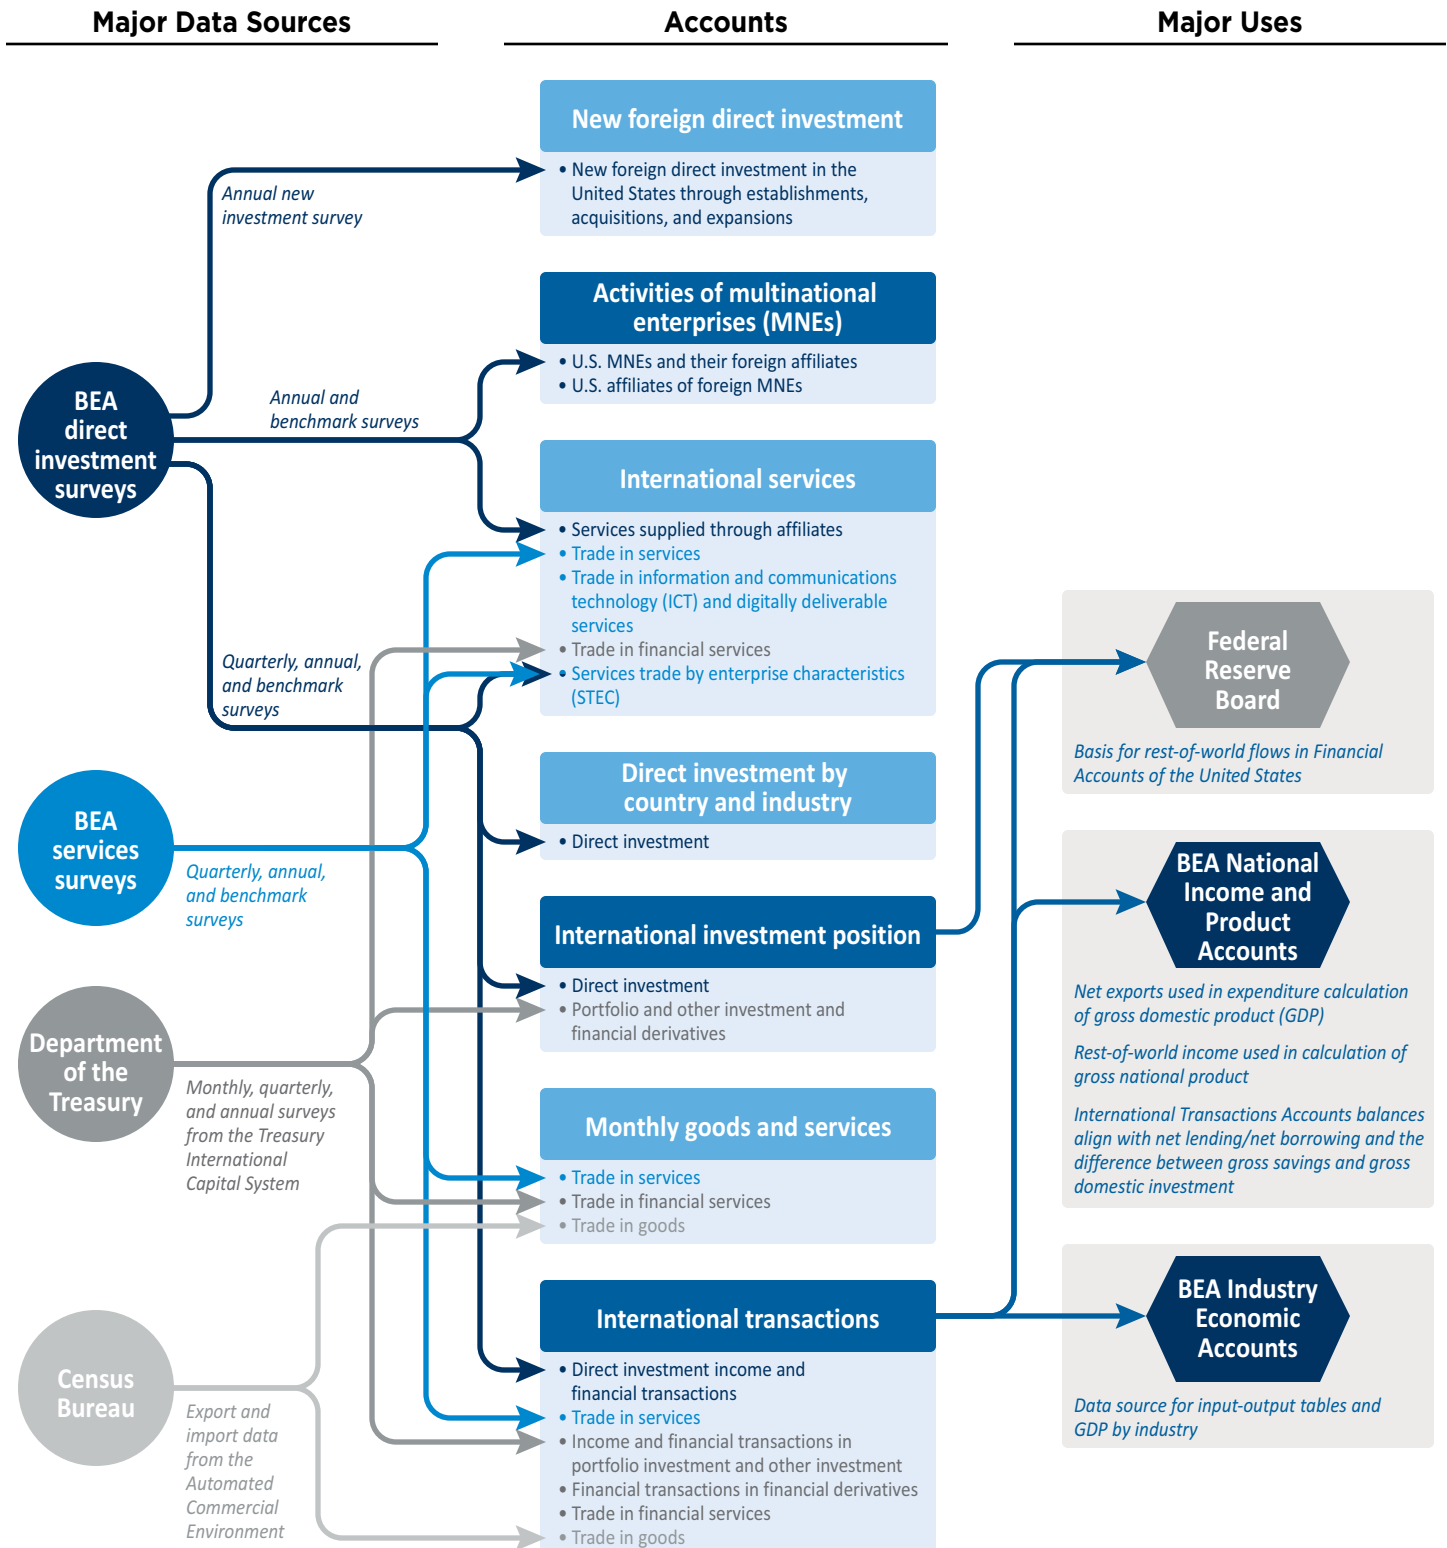 Major Data Sources
Accounts
Major Uses
BEA
direct
investment
surveys
Annual new
investment survey
Annual and
benchmark surveys
Quarterly, annual,
and benchmark
surveys
BEA
services
surveys
Quarterly, annual,
and benchmark
surveys
Department
of the
Treasury
Monthly, quarterly,
and annual surveys
from the Treasury
International
Capital System
Census
Bureau
Export and
import data
from the
Automated
Commercial
Environment
New foreign direct investment
• New foreign direct investment in the
United States through establishments,
acquisitions, and expansions
Activities of multinational
enterprises (MNEs)
• U.S. MNEs and their foreign affiliates
• U.S. affiliates of foreign MNEs
International services
• Services supplied through affiliates
• Trade in services
• Trade in information and communications
technology (ICT) and digitally deliverable
services
• Trade in financial services
• Services trade by enterprise characteristics
(STEC)
Direct investment by
country and industry
• Direct investment
International investment position
• Direct investment
• Portfolio and other investment and
financial derivatives
Monthly goods and services
• Trade in services
• Trade in financial services
• Trade in goods
International transactions
• Direct investment income and
financial transactions
• Trade in services
• Income and financial transactions in
portfolio investment and other investment
• Financial transactions in financial derivatives
• Trade in financial services
• Trade in goods
Federal
Reserve
Board
Basis for rest-of-world flows in Financial
Accounts of the United States
BEA National
Income and
Product
Accounts
Net exports used in expenditure calculation
of gross domestic product (GDP)
Rest-of-world income used in calculation of
gross national product
International Transactions Accounts balances
align with net lending/net borrowing and the
difference between gross savings and gross
domestic investment
BEA Industry
Economic
Accounts
Data source for input-output tables and
GDP by industry